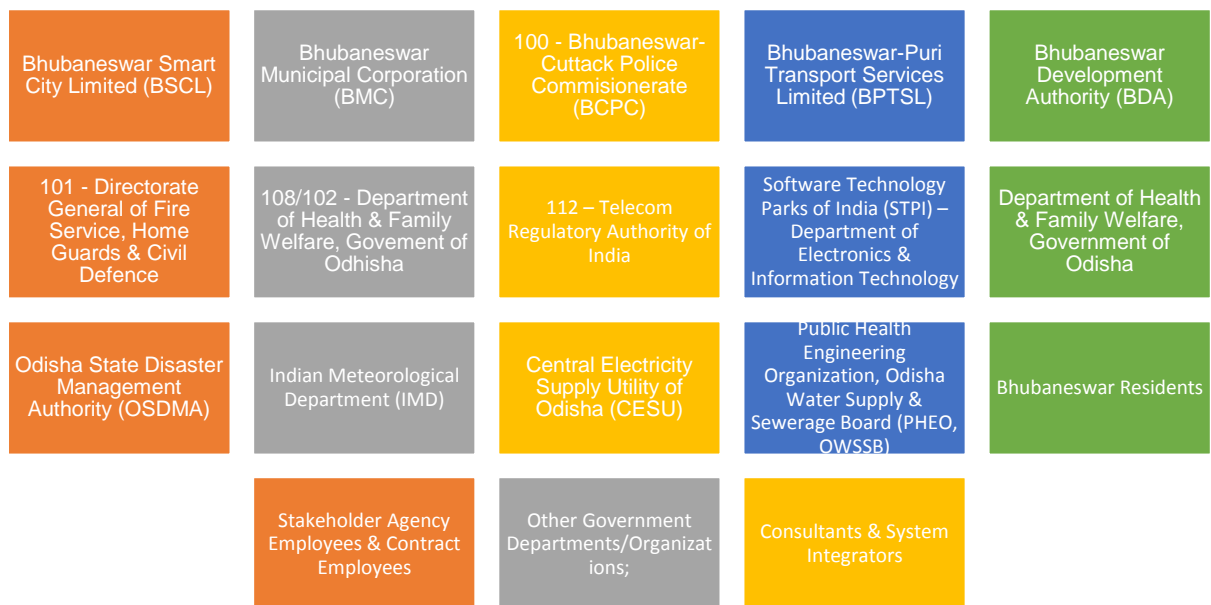 Bhubaneswar Smart
City Limited (BSCL)
Bhubaneswar
Municipal Corporation
(BMC)
100 - Bhubaneswar-
Cuttack Police
Commisionerate
(BCPC)
Bhubaneswar-Puri
Transport Services
Limited (BPTSL)
Bhubaneswar
Development
Authority (BDA)
101 - Directorate
General of Fire
Service, Home
Guards & Civil
Defence
108/102 - Department
of Health & Family
Welfare, Govement of
Odhisha
112 – Telecom
Regulatory Authority of
India
Software Technology
Parks of India (STPI) –
Department of
Electronics &
Information Technology
Department of Health
& Family Welfare,
Government of
Odisha
Odisha State Disaster
Management
Authority (OSDMA)
Indian Meteorological
Department (IMD)
Central Electricity
Supply Utility of
Odisha (CESU)
Public Health
Engineering
Organization, Odisha
Water Supply &
Sewerage Board (PHEO,
OWSSB)
Bhubaneswar Residents
Stakeholder Agency
Employees & Contract
Employees
Other Government
Departments/Organizat
ions;
Consultants & System
Integrators